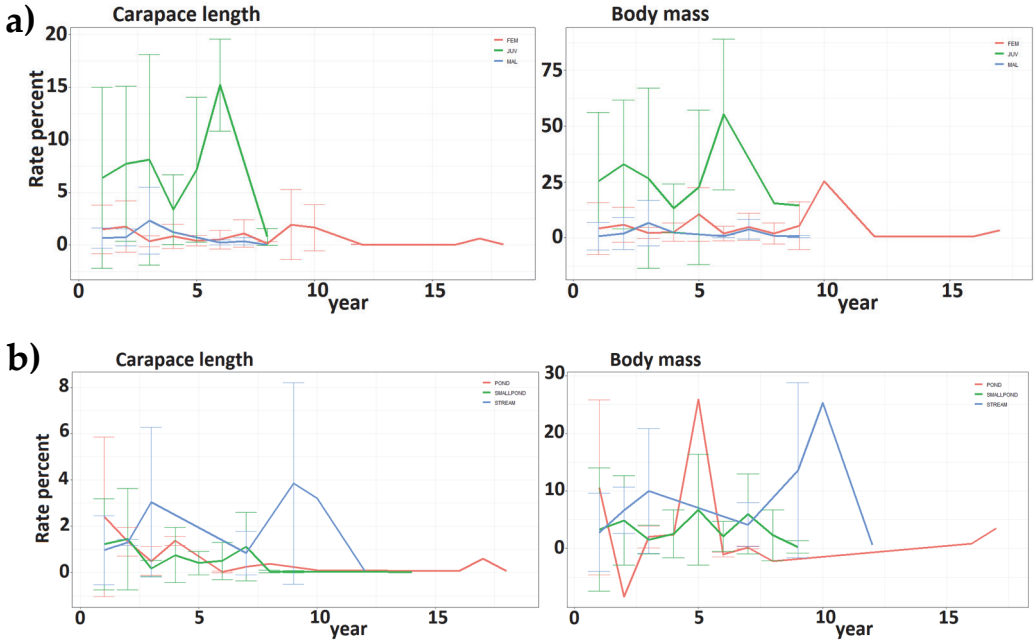 a)
Carapace length
Rate percent
20
15
10
5
0
FEM
JUV
MAL
0
5
10
15
year
Body mass
75
50
25
0
FEM
JUV
MAL
0
5
10
15
year
b)
Carapace length
Rate percent
8
6
4
2
0
POND
SMALLPOND
STREAM
0
5
10
15
year
Body mass
30
20
10
0
POND
SMALLPOND
STREAM
0
5
10
15
year